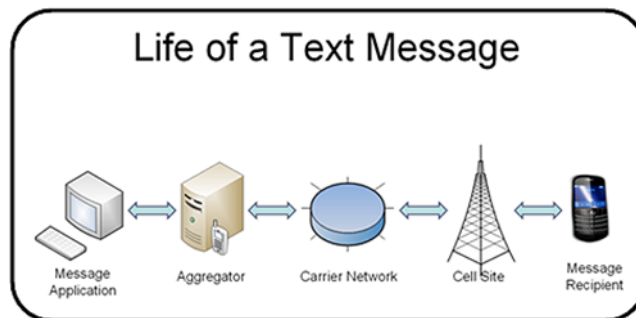 Life of a Text Message
Message
Application
Aggregator
Carrier Network
Cell Site
Message
Recipient